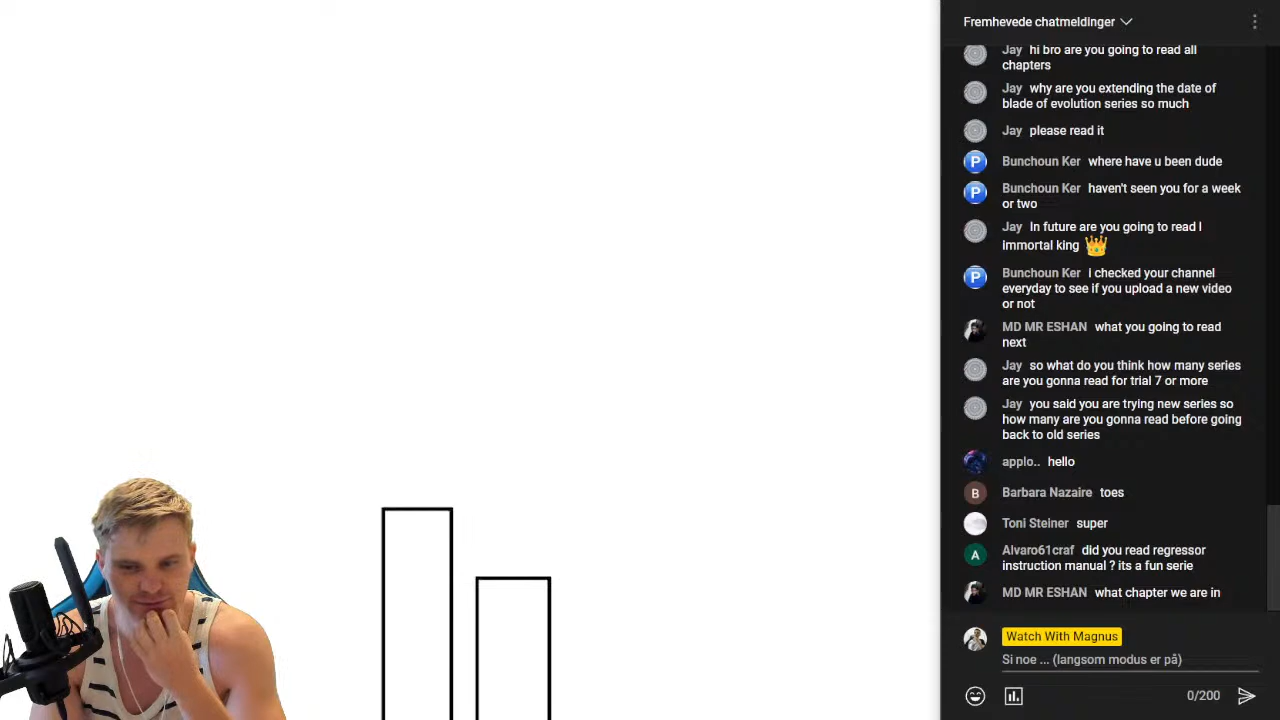 Fremhevede chatmeldinger
Jay hi bro are you going to read all
chapters
Jay why are you extending the date of
blade of evolution series so much
Jay please read it
P Bunchoun Ker where have u been dude
P Bunchoun Ker haven't seen you for a week
or two
Jay In future are you going to read I
immortal king 👑
P Bunchoun Ker i checked your channel
everyday to see if you upload a new video
or not
MD MR ESHAN what you going to read
next
Jay so what do you think how many series
are you gonna read for trial 7 or more
Jay you said you are trying new series so
how many are you gonna read before going
back to old series
applo.. hello
B Barbara Nazaire toes
Toni Steiner super
A Alvaro61craf did you read regressor
instruction manual ? its a fun serie
MD MR ESHAN what chapter we are in
Watch With Magnus
Si noe ... (langsom modus er på)
0/200